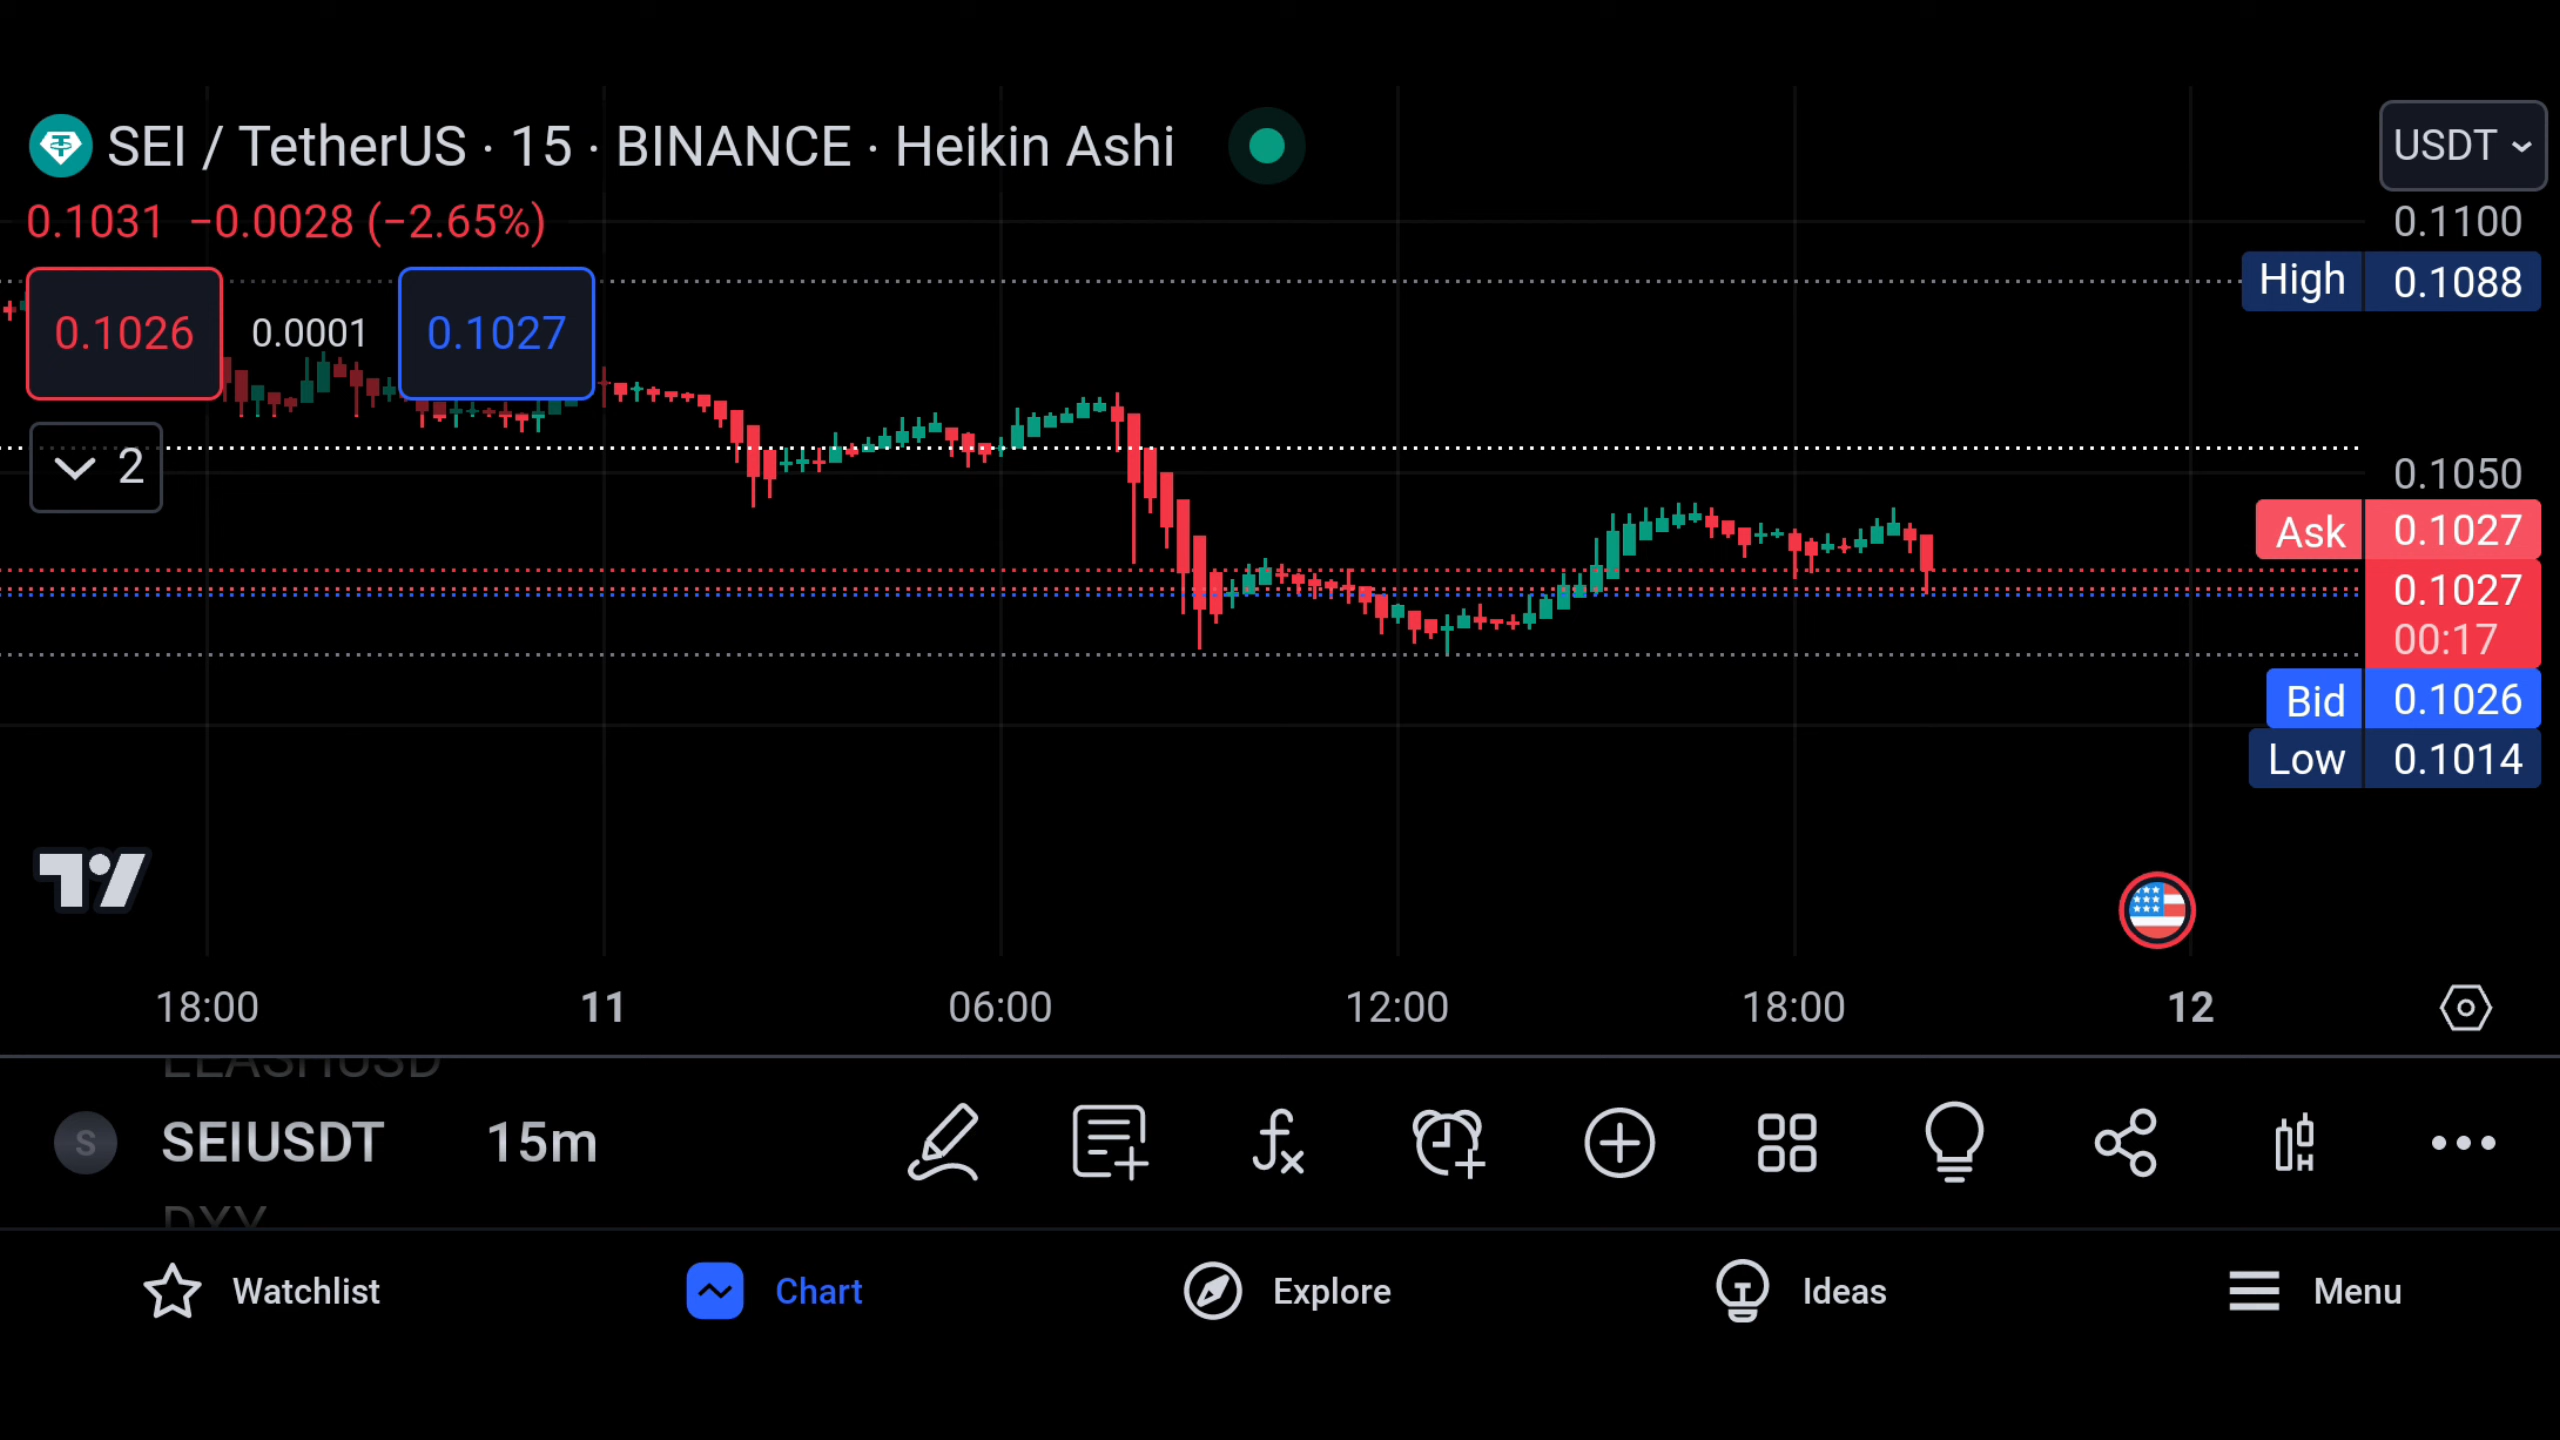 SEI / TetherUS · 15 · BINANCE · Heikin Ashi
USDT
0.1031 −0.0028 (−2.65%)
0.1100
High 0.1088
0.1026 0.0001 0.1027
2
0.1050
Ask 0.1027
0.1027
00:17
Bid 0.1026
Low 0.1014
18:00 11 06:00 12:00 18:00 12
LEASHUSD
S SEIUSDT 15m
DXY
Watchlist Chart Explore Ideas Menu